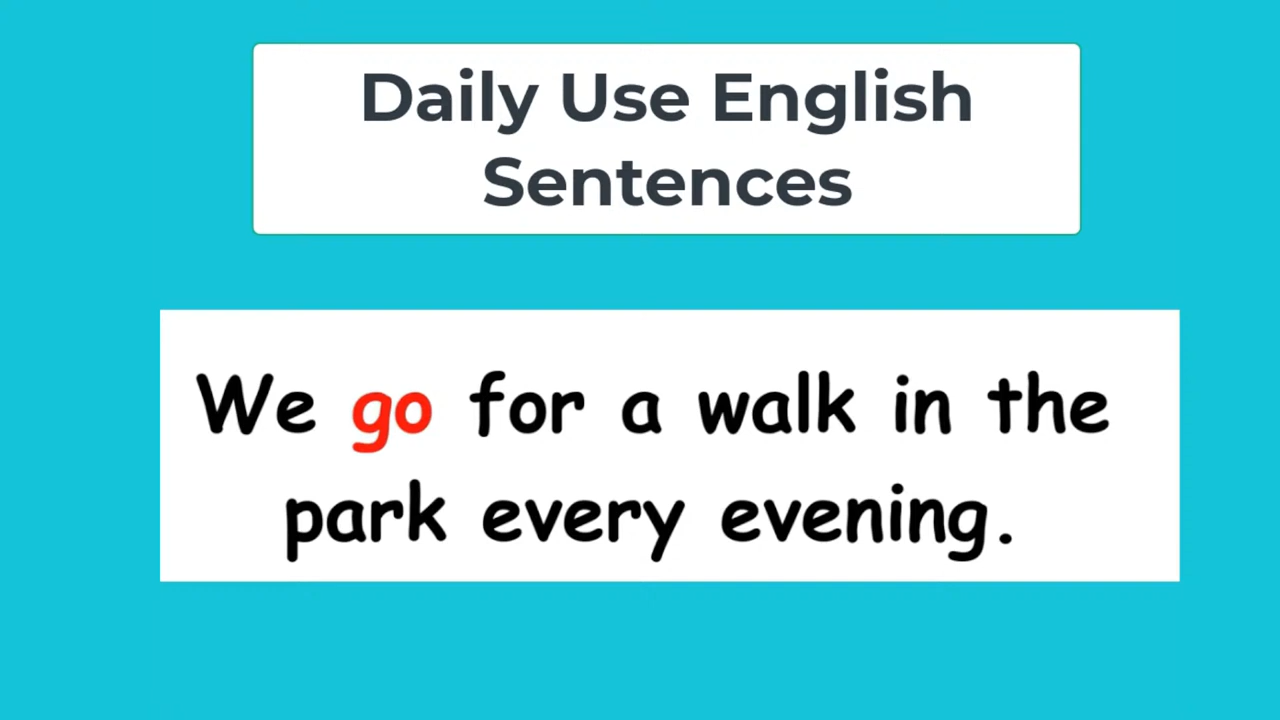 Daily Use English
Sentences
We go for a walk in the
park every evening.